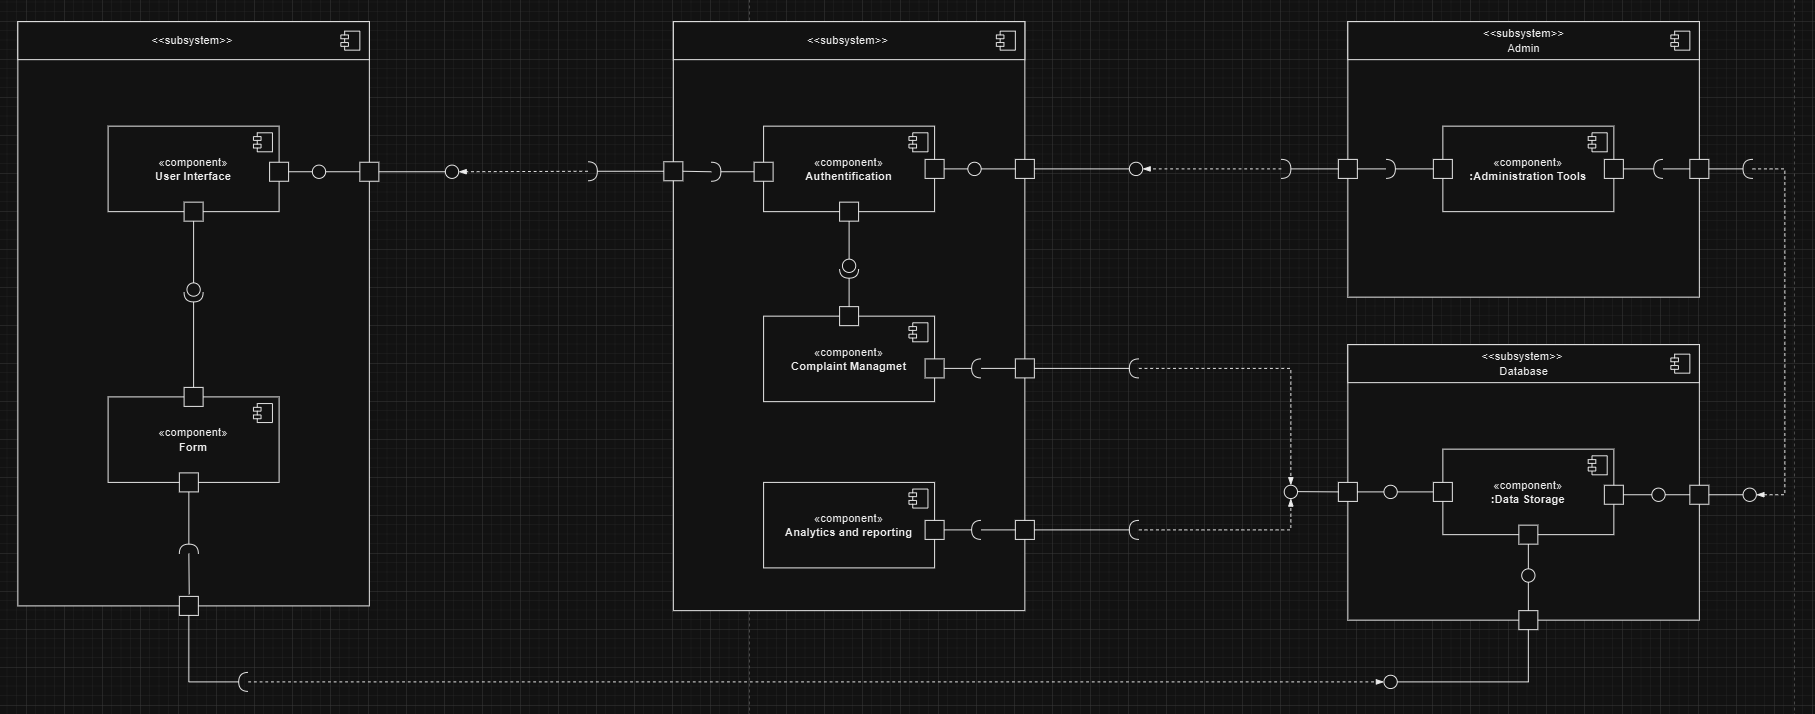 <<subsystem>>
«component»
User Interface
«component»
Form
<<subsystem>>
«component»
Authentification
«component»
Complaint Managmet
«component»
Analytics and reporting
<<subsystem>>
Admin
«component»
:Administration Tools
<<subsystem>>
Database
«component»
:Data Storage